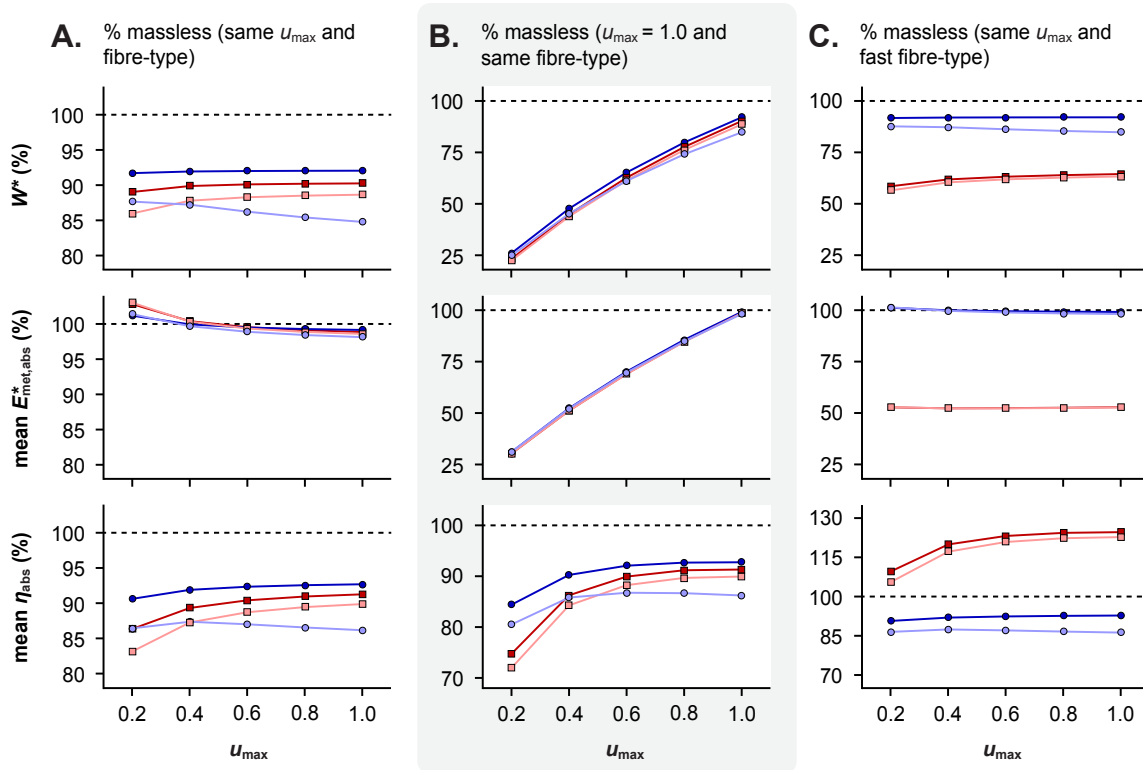 A.
% massless (same u_max and
fibre-type)
B.
% massless (u_max = 1.0 and
same fibre-type)
C.
% massless (same u_max and
fast fibre-type)
W* (%)
100
95
90
85
80
100
75
50
25
100
75
50
25
mean E*met,abs (%)
100
95
90
85
80
100
75
50
25
100
75
50
25
mean η_abs (%)
100
95
90
85
80
100
90
80
70
130
115
100
85
70
0.2 0.4 0.6 0.8 1.0
0.2 0.4 0.6 0.8 1.0
0.2 0.4 0.6 0.8 1.0
u_max
u_max
u_max